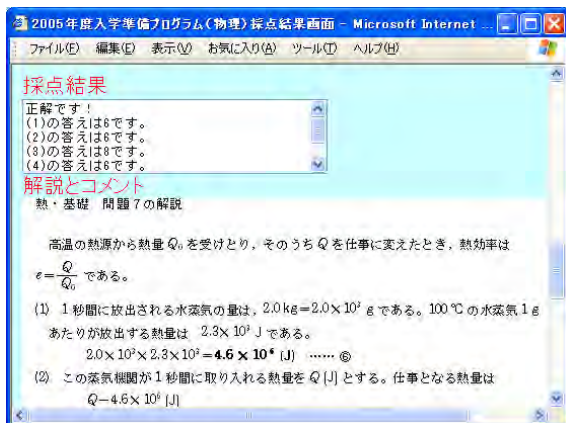 2005年度入学準備プログラム(物理)採点結果画面 - Microsoft Internet ...
ファイル(F) 編集(E) 表示(V) お気に入り(A) ツール(T) ヘルプ(H)
採点結果
正解です!
(1)の答えは6です。
(2)の答えは6です。
(3)の答えは8です。
(4)の答えは6です。
解説とコメント
熱・基礎 問題7の解説
高温の熱源から熱量 Q₀ を受けとり,そのうち Q を仕事に変えたとき,熱効率は
e = Q/Q₀ である。
(1) 1秒間に放出される水蒸気の量は,2.0 kg=2.0×10³ g である。100 ℃の水蒸気1g
あたりが放出する熱量は 2.3×10³ J である。
2.0×10³×2.3×10³=4.6×10⁶ [J] …… ⑥
(2) この蒸気機関が1秒間に取り入れる熱量を Q [J] とする。仕事となる熱量は
Q−4.6×10⁶ [J]